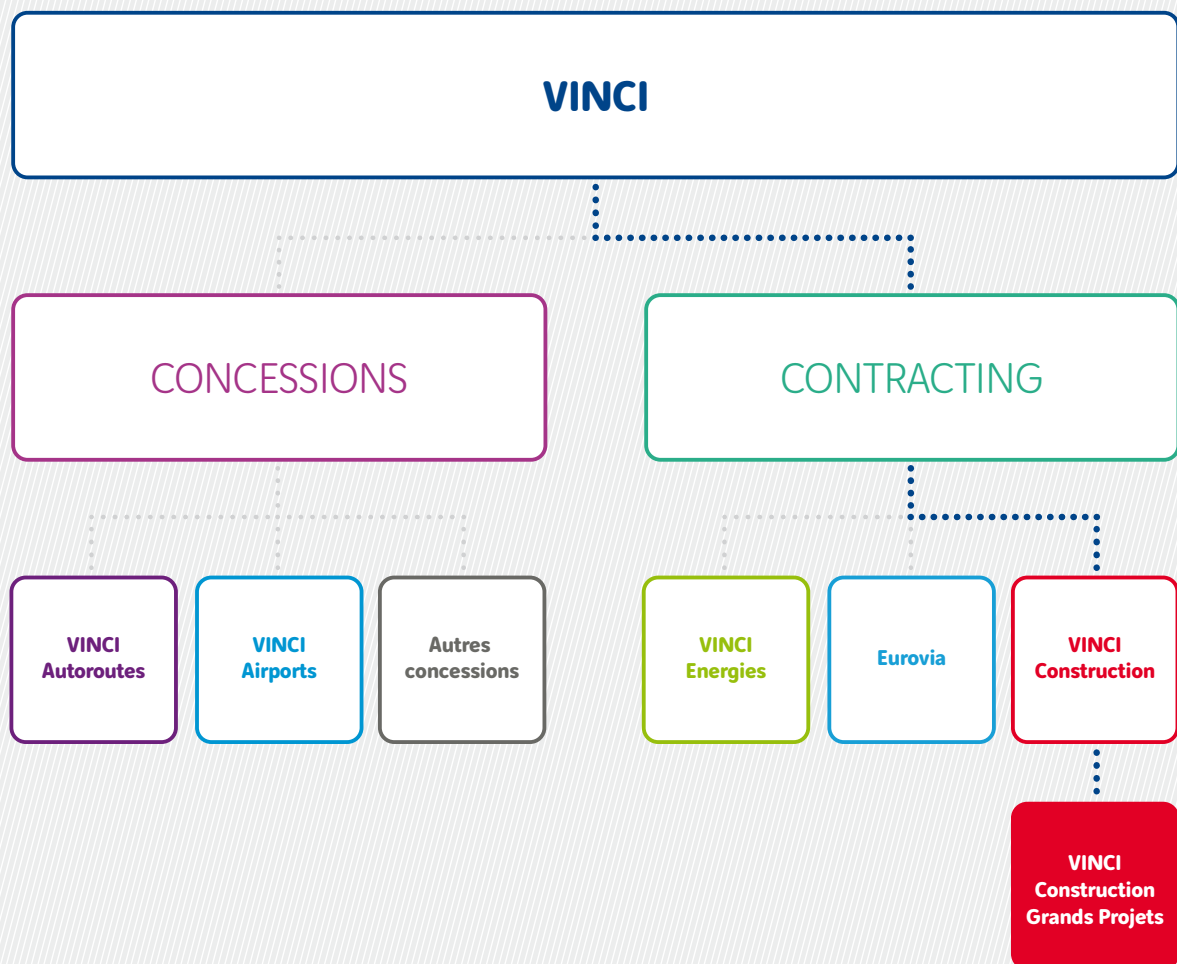 VINCI
CONCESSIONS
CONTRACTING
VINCI
Autoroutes
VINCI
Airports
Autres
concessions
VINCI
Energies
Eurovia
VINCI
Construction
VINCI
Construction
Grands Projets